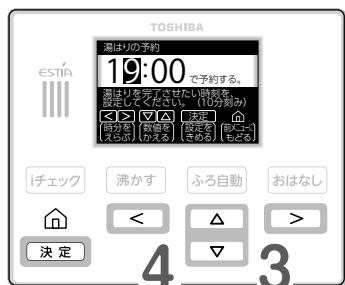 TOSHIBA
ESTÍA
湯はりの予約
19:00 で予約する。
湯はりを完了させたい時刻を、
設定してください。 (10分刻み)
< > ▽ △ 決定
時分を 数値を 設定を 前メニューに
えらぶ かえる きめる もどる
iチェック 沸かす ふろ自動 おはなし
< △ >
決定 ▽
4 3